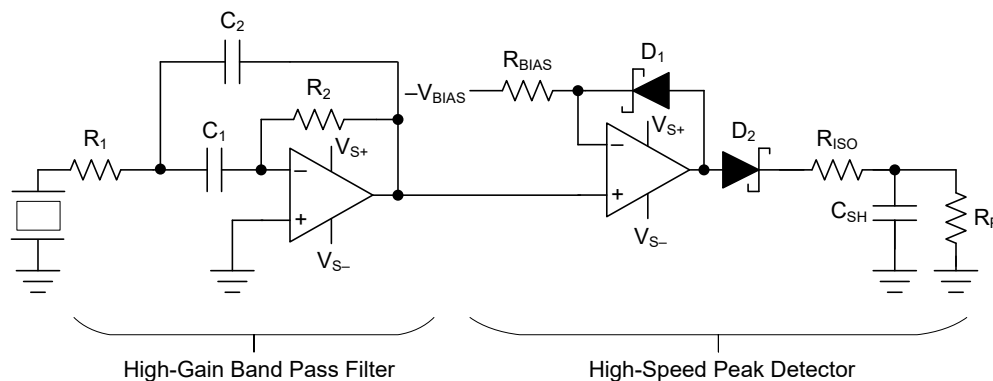 C2
D1
RBIAS
–VBIAS
R2
R1
C1
VS+
VS+
D2
RISO
–
–
+
+
CSH
VS–
VS–
High-Gain Band Pass Filter
High-Speed Peak Detector